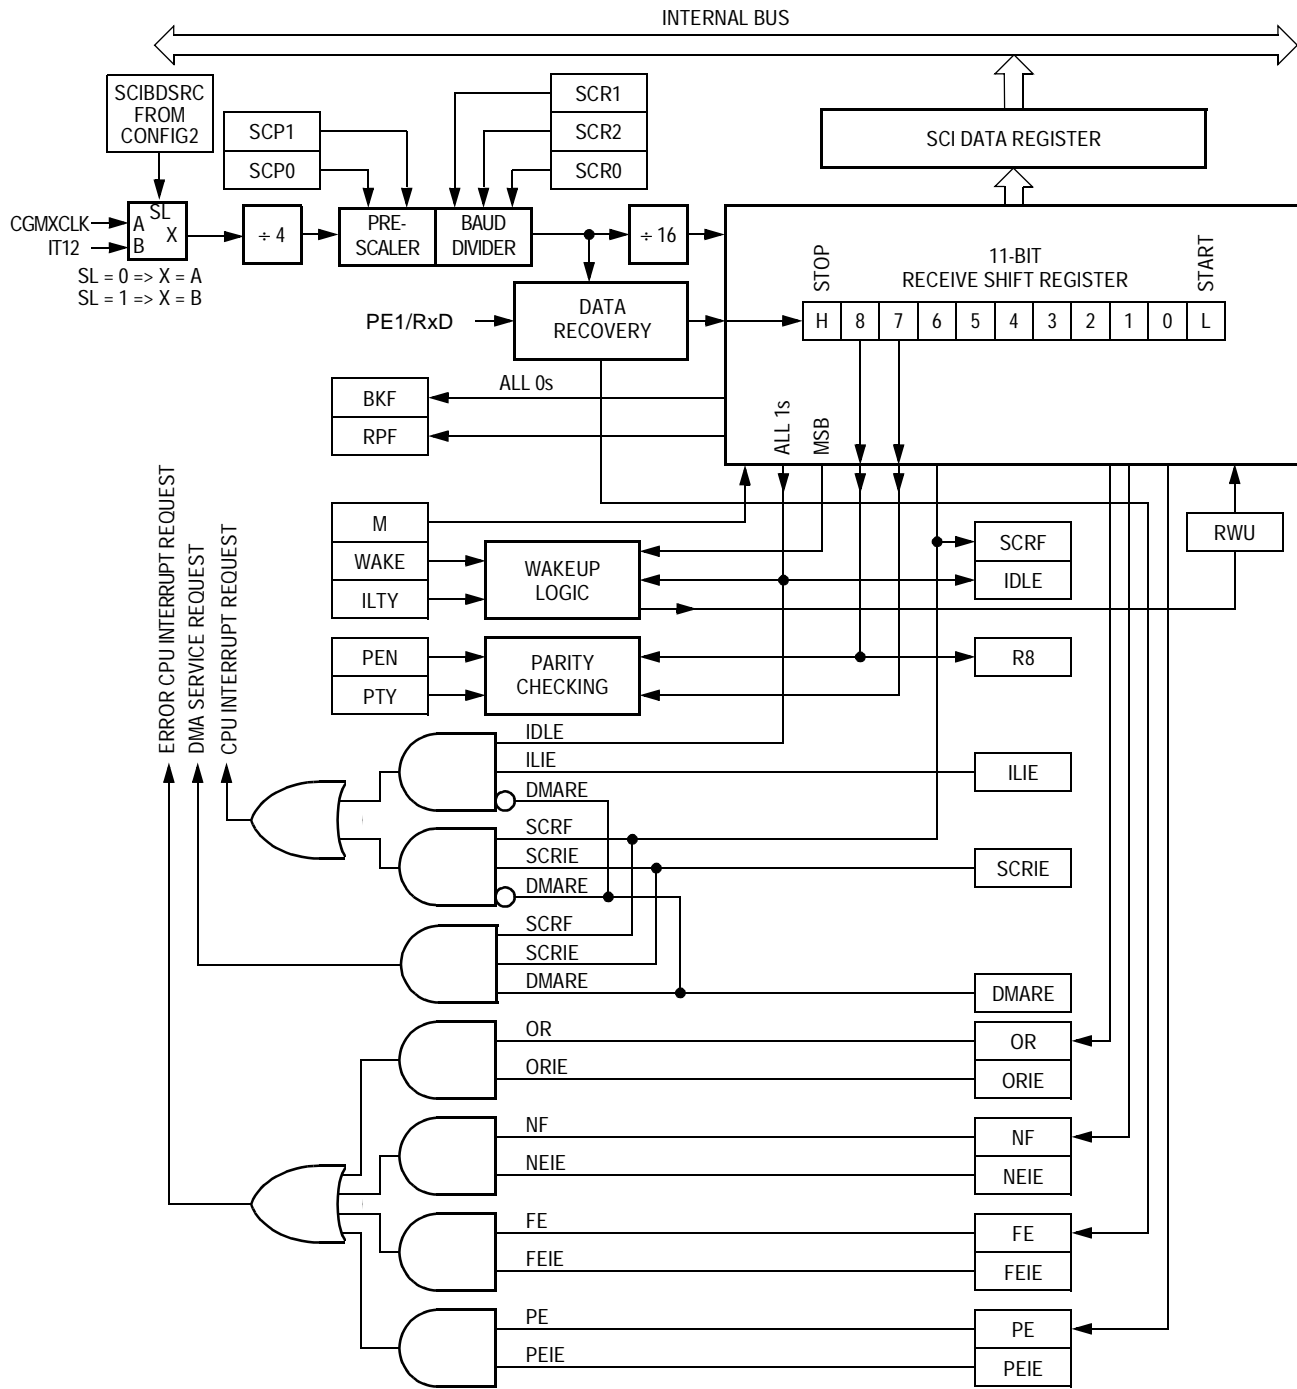 INTERNAL BUS
SCIBDSRC
FROM
CONFIG2
SCP1
SCP0
SCR1
SCR2
SCR0
SCI DATA REGISTER
CGMXCLK
IT12
SL
A
B
X
SL = 0 => X = A
SL = 1 => X = B
÷ 4
PRE-
SCALER
BAUD
DIVIDER
÷ 16
STOP
11-BIT
RECEIVE SHIFT REGISTER
START
H 8 7 6 5 4 3 2 1 0 L
PE1/RxD
DATA
RECOVERY
ALL 0s
BKF
RPF
ALL 1s
MSB
M
WAKE
ILTY
WAKEUP
LOGIC
SCRF
IDLE
RWU
PEN
PTY
PARITY
CHECKING
R8
ERROR CPU INTERRUPT REQUEST
DMA SERVICE REQUEST
CPU INTERRUPT REQUEST
IDLE
ILIE
DMARE
ILIE
SCRF
SCRIE
DMARE
SCRIE
SCRF
SCRIE
DMARE
DMARE
OR
ORIE
OR
ORIE
NF
NEIE
NF
NEIE
FE
FEIE
FE
FEIE
PE
PEIE
PE
PEIE